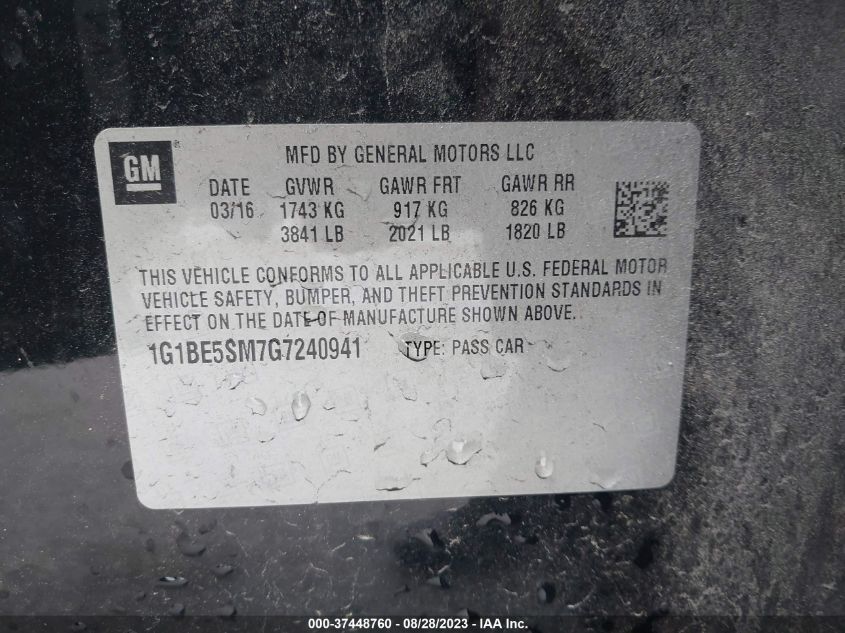 GM
MFD BY GENERAL MOTORS LLC
DATE GVWR GAWR FRT GAWR RR
03/16 1743 KG 917 KG 826 KG
3841 LB 2021 LB 1820 LB
THIS VEHICLE CONFORMS TO ALL APPLICABLE U.S. FEDERAL MOTOR
VEHICLE SAFETY, BUMPER, AND THEFT PREVENTION STANDARDS IN
EFFECT ON THE DATE OF MANUFACTURE SHOWN ABOVE.
1G1BE5SM7G7240941 TYPE: PASS CAR
000-37448760 - 08/28/2023 - IAA Inc.